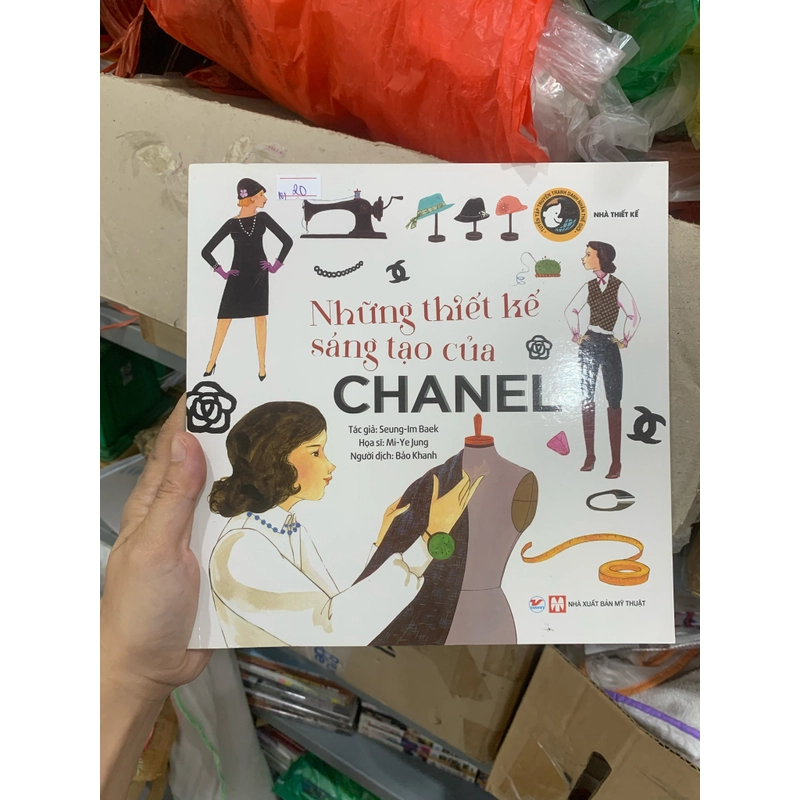 20
NHÀ THIẾT KẾ
Những thiết kế
sáng tạo của
CHANEL
Tác giả: Seung-Im Baek
Họa sĩ: Mi-Ye Jung
Người dịch: Bảo Khanh
NHÀ XUẤT BẢN MỸ THUẬT